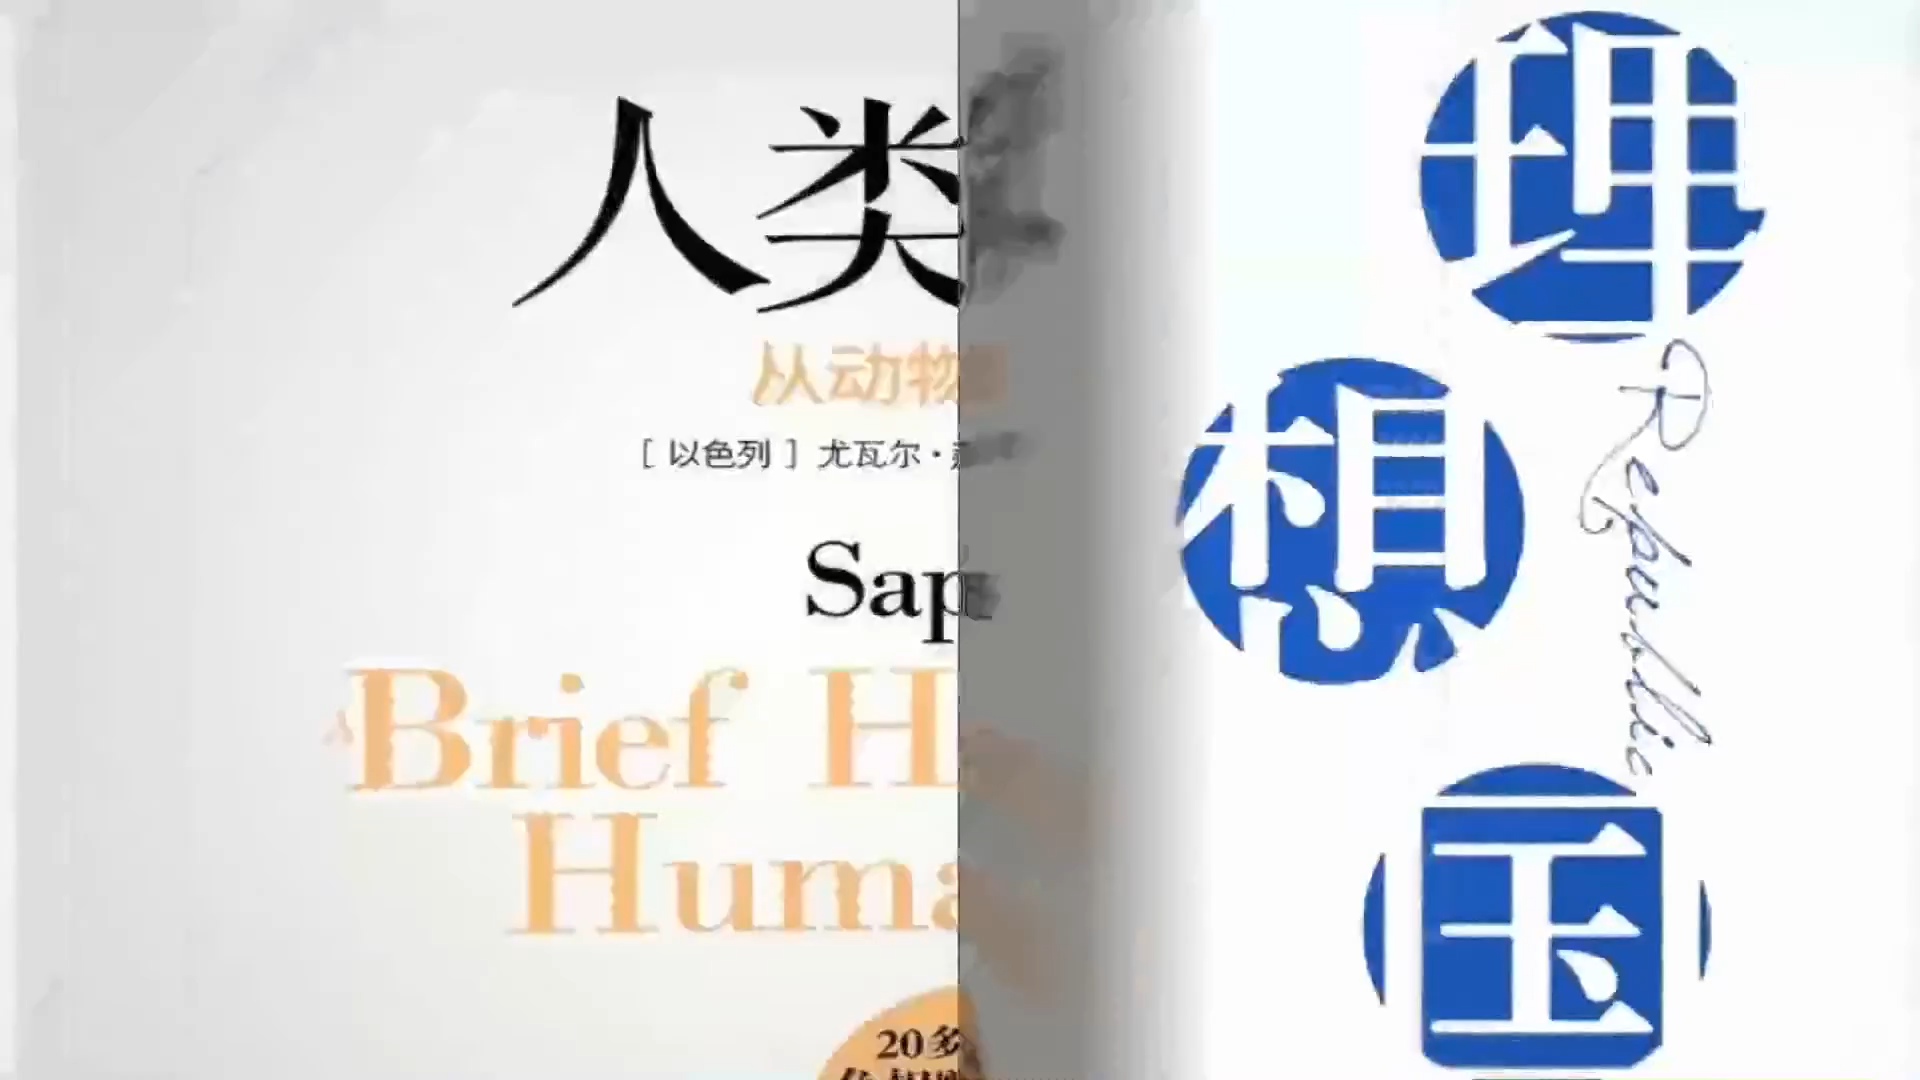 人类
从动物
[ 以色列 ] 尤瓦尔·
Sap
A Brief H
Huma
20多
理
想
国
Republic